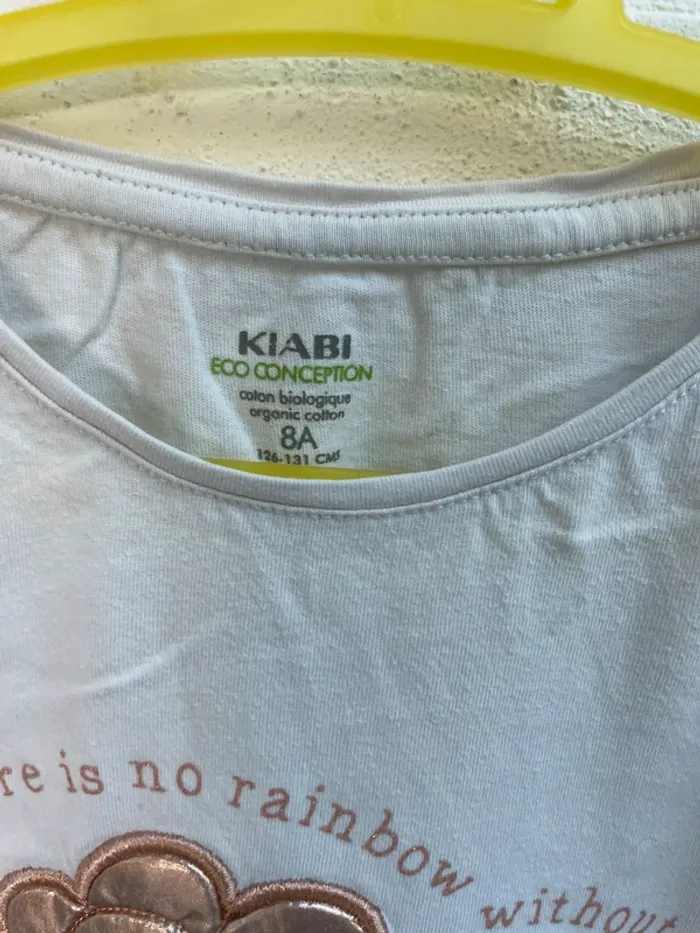 KIABI
ECO CONCEPTION
coton biologique
organic cotton
8A
126-131 CMS
re is no rainbow without